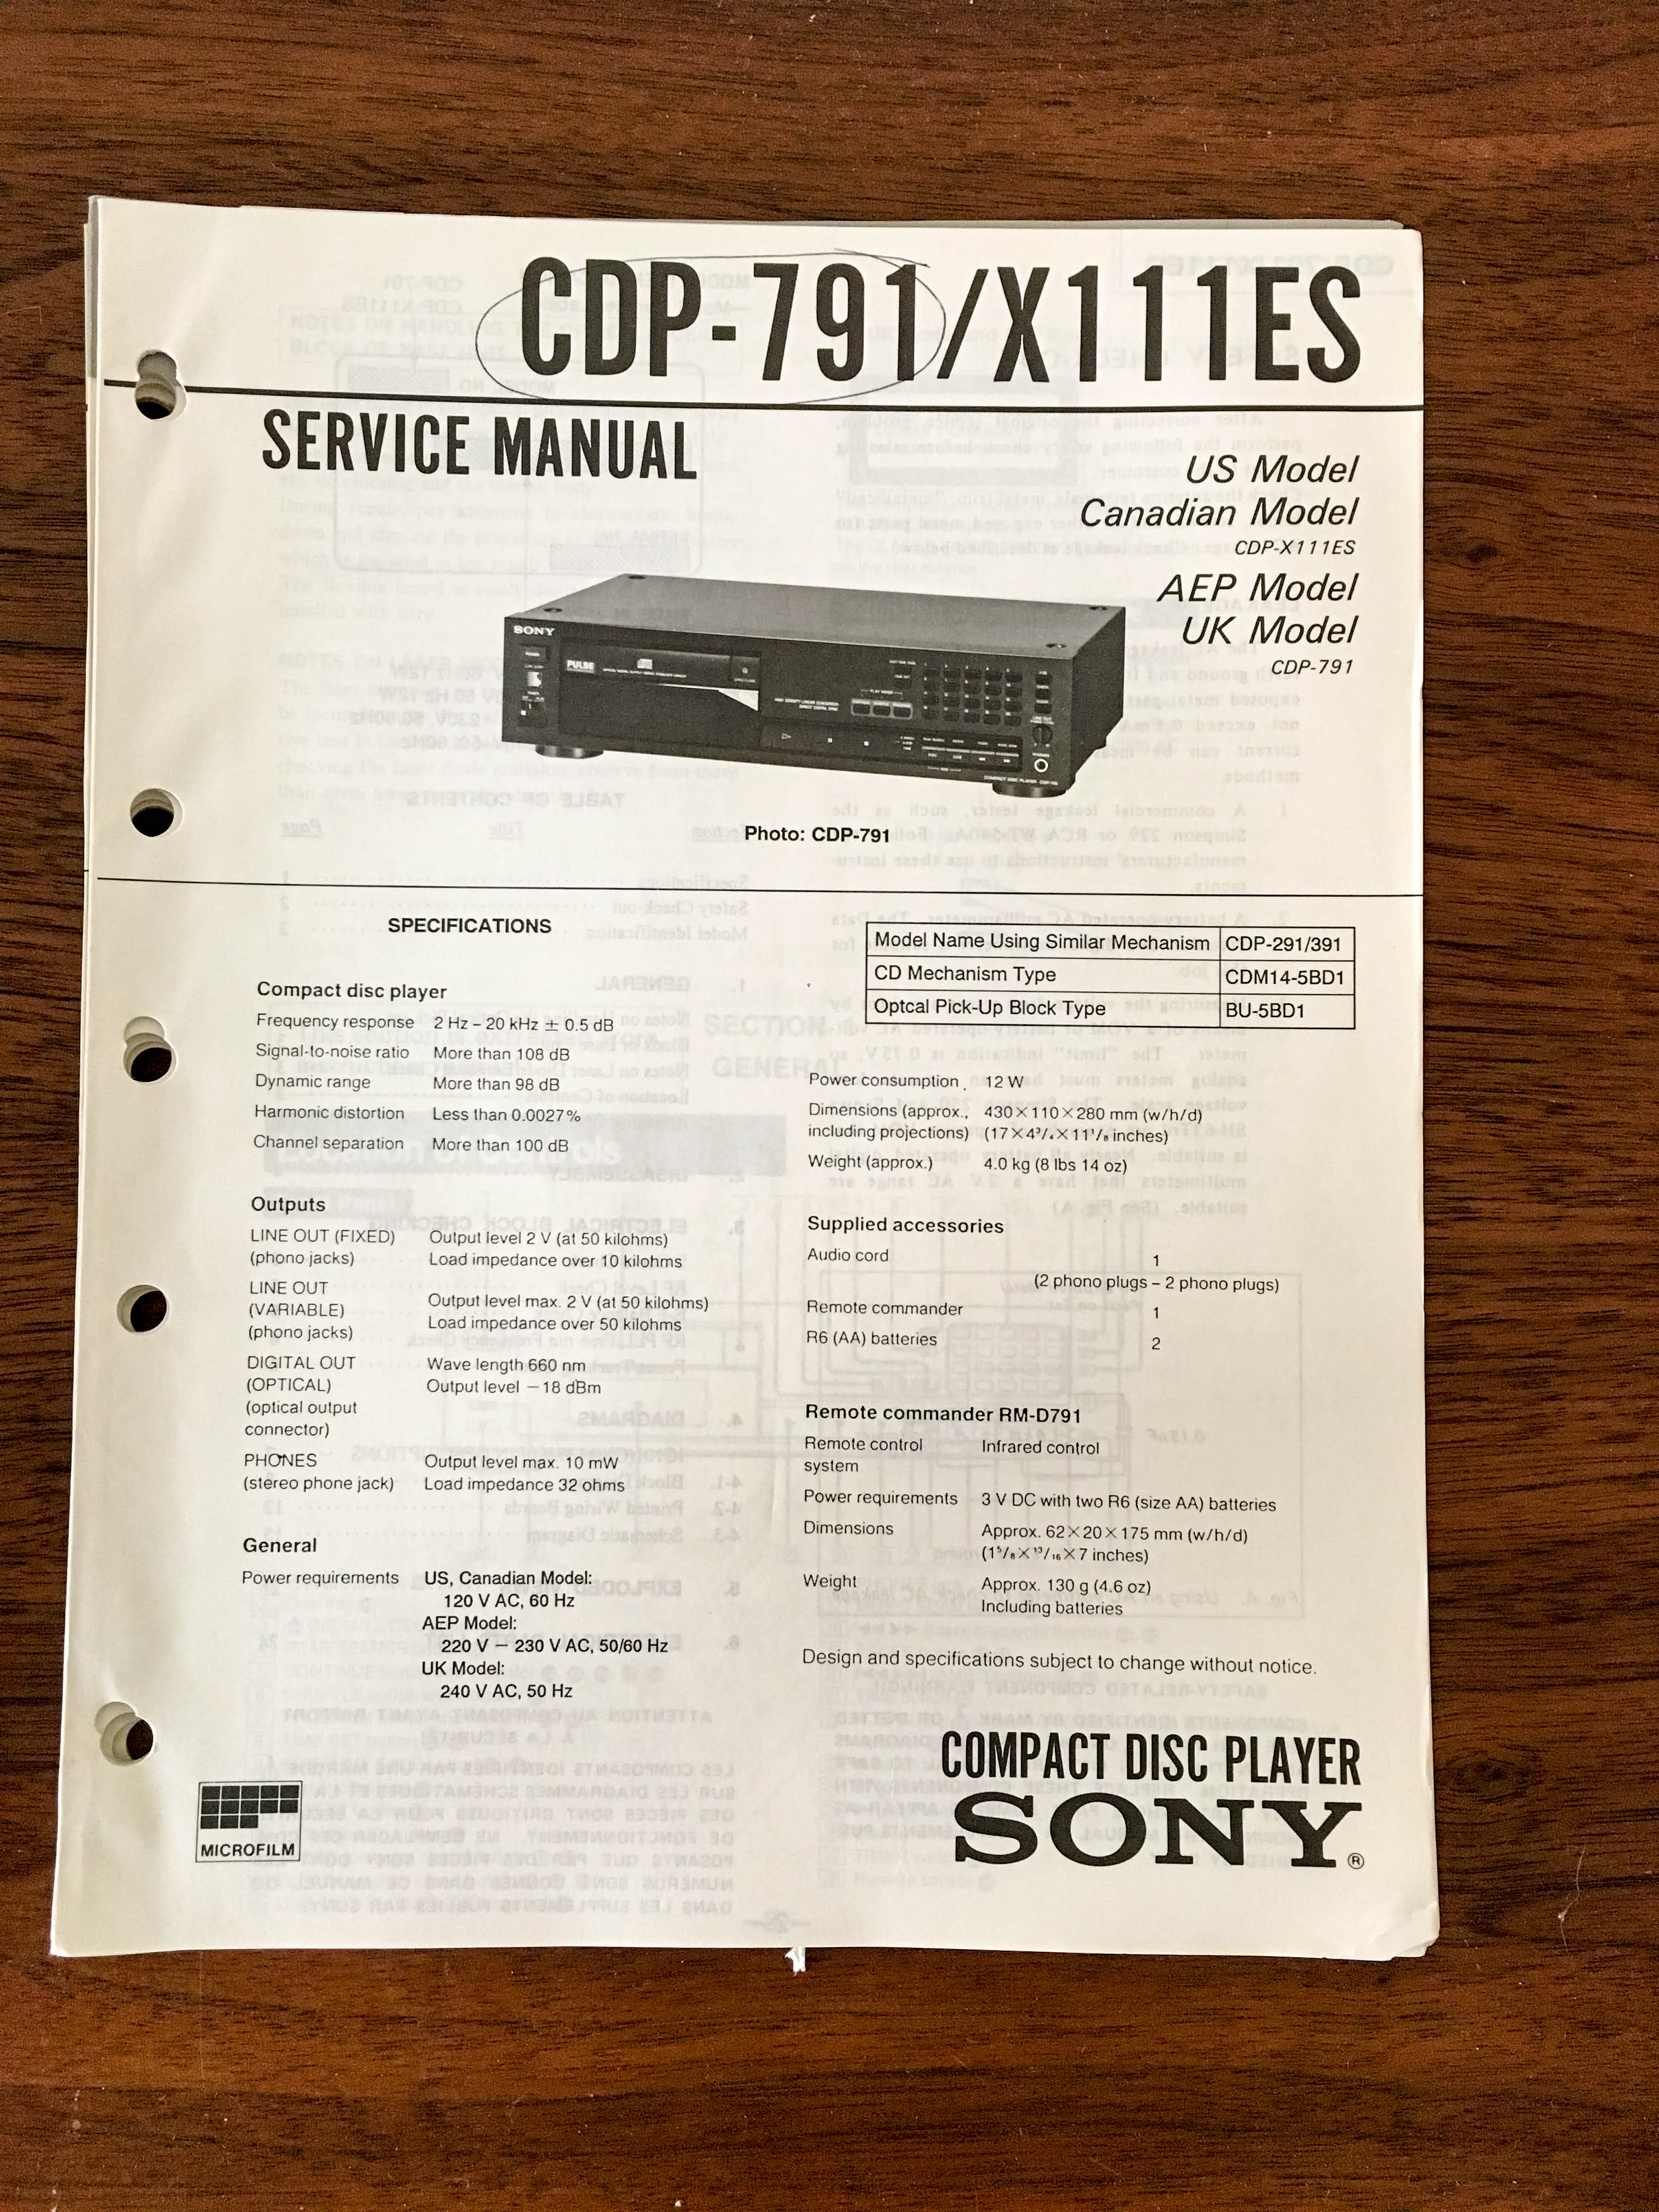 CDP-791/X111ES
SERVICE MANUAL
US Model
Canadian Model
CDP-X111ES
AEP Model
UK Model
CDP-791
SONY
PULSE
Photo: CDP-791
SPECIFICATIONS
Model Name Using Similar Mechanism CDP-291/391
CD Mechanism Type CDM14-5BD1
Optcal Pick-Up Block Type BU-5BD1
Compact disc player
Frequency response 2 Hz – 20 kHz ± 0.5 dB
Signal-to-noise ratio More than 108 dB
Dynamic range More than 98 dB
Harmonic distortion Less than 0.0027%
Channel separation More than 100 dB
Outputs
LINE OUT (FIXED) Output level 2 V (at 50 kilohms)
(phono jacks) Load impedance over 10 kilohms
LINE OUT
(VARIABLE) Output level max. 2 V (at 50 kilohms)
(phono jacks) Load impedance over 50 kilohms
DIGITAL OUT Wave length 660 nm
(OPTICAL) Output level –18 dBm
(optical output
connector)
PHONES Output level max. 10 mW
(stereo phone jack) Load impedance 32 ohms
General
Power requirements US, Canadian Model:
120 V AC, 60 Hz
AEP Model:
220 V – 230 V AC, 50/60 Hz
UK Model:
240 V AC, 50 Hz
Power consumption 12 W
Dimensions (approx., 430×110×280 mm (w/h/d)
including projections) (17×4³/₄×11¹/₈ inches)
Weight (approx.) 4.0 kg (8 lbs 14 oz)
Supplied accessories
Audio cord 1
(2 phono plugs – 2 phono plugs)
Remote commander 1
R6 (AA) batteries 2
Remote commander RM-D791
Remote control Infrared control
system
Power requirements 3 V DC with two R6 (size AA) batteries
Dimensions Approx. 62×20×175 mm (w/h/d)
(1⁵/₈×¹³/₁₆×7 inches)
Weight Approx. 130 g (4.6 oz)
Including batteries
Design and specifications subject to change without notice.
MICROFILM
COMPACT DISC PLAYER
SONY®